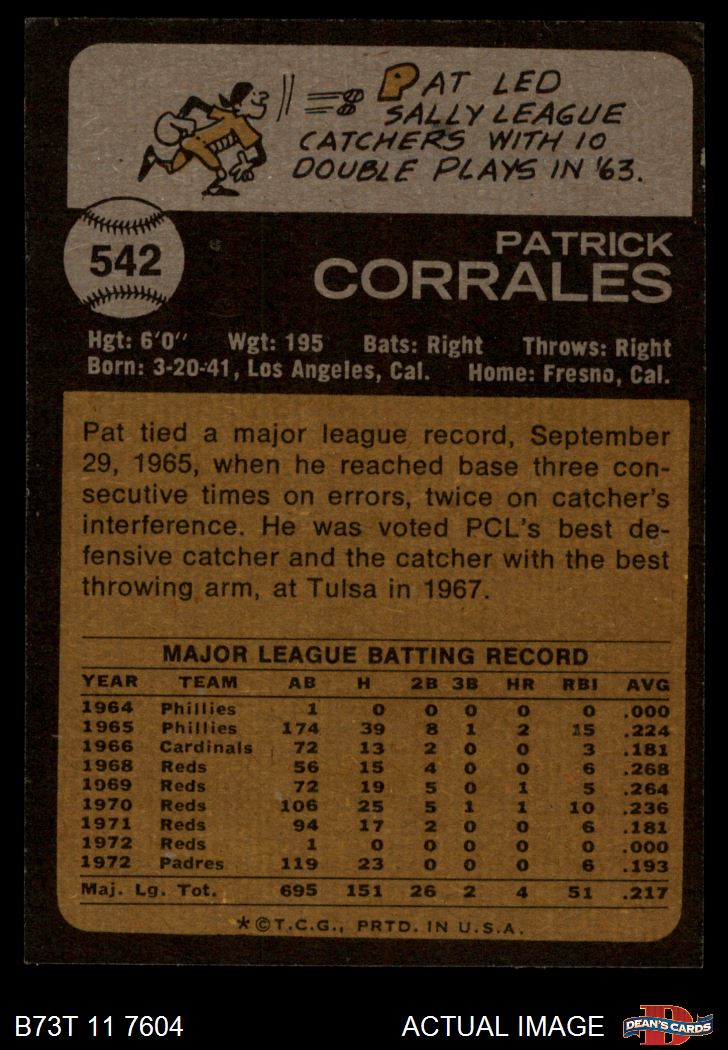 PAT LED
SALLY LEAGUE
CATCHERS WITH 10
DOUBLE PLAYS IN '63.
542
PATRICK
CORRALES
Hgt: 6'0" Wgt: 195 Bats: Right Throws: Right
Born: 3-20-41, Los Angeles, Cal. Home: Fresno, Cal.
Pat tied a major league record, September
29, 1965, when he reached base three con-
secutive times on errors, twice on catcher's
interference. He was voted PCL's best de-
fensive catcher and the catcher with the best
throwing arm, at Tulsa in 1967.
MAJOR LEAGUE BATTING RECORD
YEAR TEAM AB H 2B 3B HR RBI AVG
1964 Phillies 1 0 0 0 0 0 .000
1965 Phillies 174 39 8 1 2 15 .224
1966 Cardinals 72 13 2 0 0 3 .181
1968 Reds 56 15 4 0 0 6 .268
1969 Reds 72 19 5 0 1 5 .264
1970 Reds 106 25 5 1 1 10 .236
1971 Reds 94 17 2 0 0 6 .181
1972 Reds 1 0 0 0 0 0 .000
1972 Padres 119 23 0 0 0 6 .193
Maj. Lg. Tot. 695 151 26 2 4 51 .217
*©T.C.G., PRTD. IN U.S.A.
B73T 11 7604 ACTUAL IMAGE
D
DEAN'S CARDS